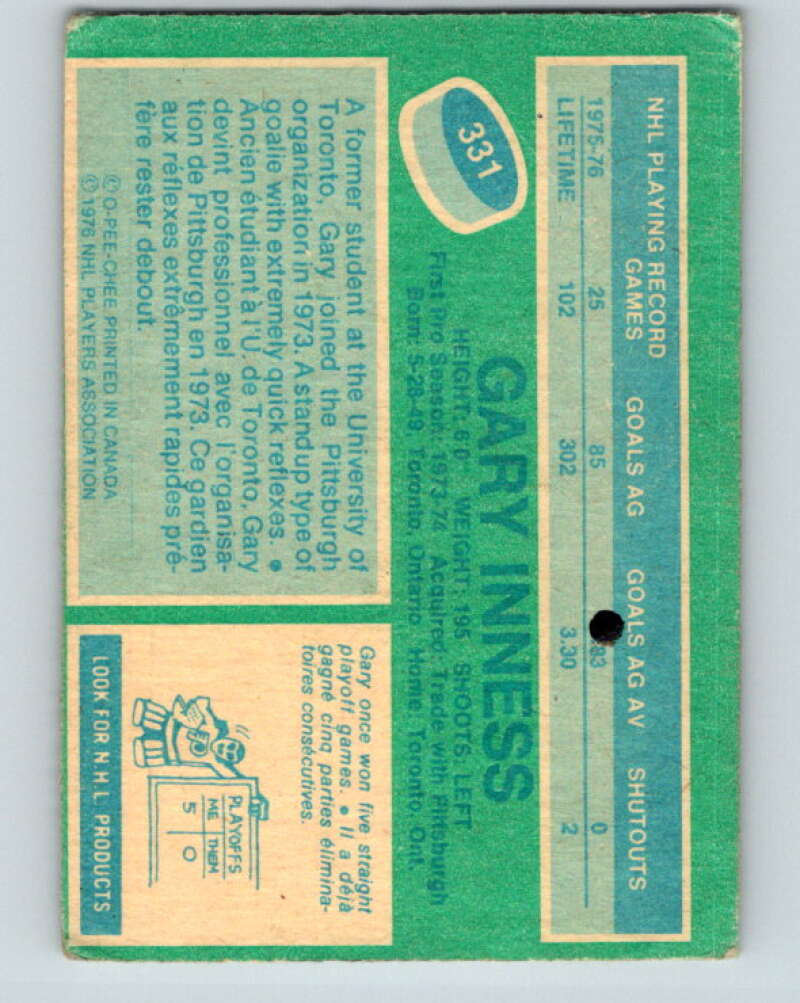 NHL PLAYING RECORD
GAMES GOALS AG GOALS AG AV SHUTOUTS
1975-76 25 85 0
LIFETIME 102 302 3.30 2
331
GARY INNESS
HEIGHT: 6'0" WEIGHT: 195 SHOOTS: LEFT
First Pro Season: 1973-74 Acquired: Trade with Pittsburgh
Born: 5-28-49, Toronto, Ontario Home: Toronto, Ont.
A former student at the University of
Toronto, Gary joined the Pittsburgh
organization in 1973. A standup type of
goalie with extremely quick reflexes. •
Ancien étudiant à l'U. de Toronto, Gary
devint professionnel avec l'organisa-
tion de Pittsburgh en 1973. Ce gardien
aux réflexes extrêmement rapides pré-
fère rester debout.
© O-PEE-CHEE PRINTED IN CANADA
© 1976 NHL PLAYERS ASSOCIATION
Gary once won five straight
playoff games. • Il a déjà
gagné cinq parties élimina-
toires consécutives.
PLAYOFFS
ME THEM
5 0
LOOK FOR N.H.L. PRODUCTS